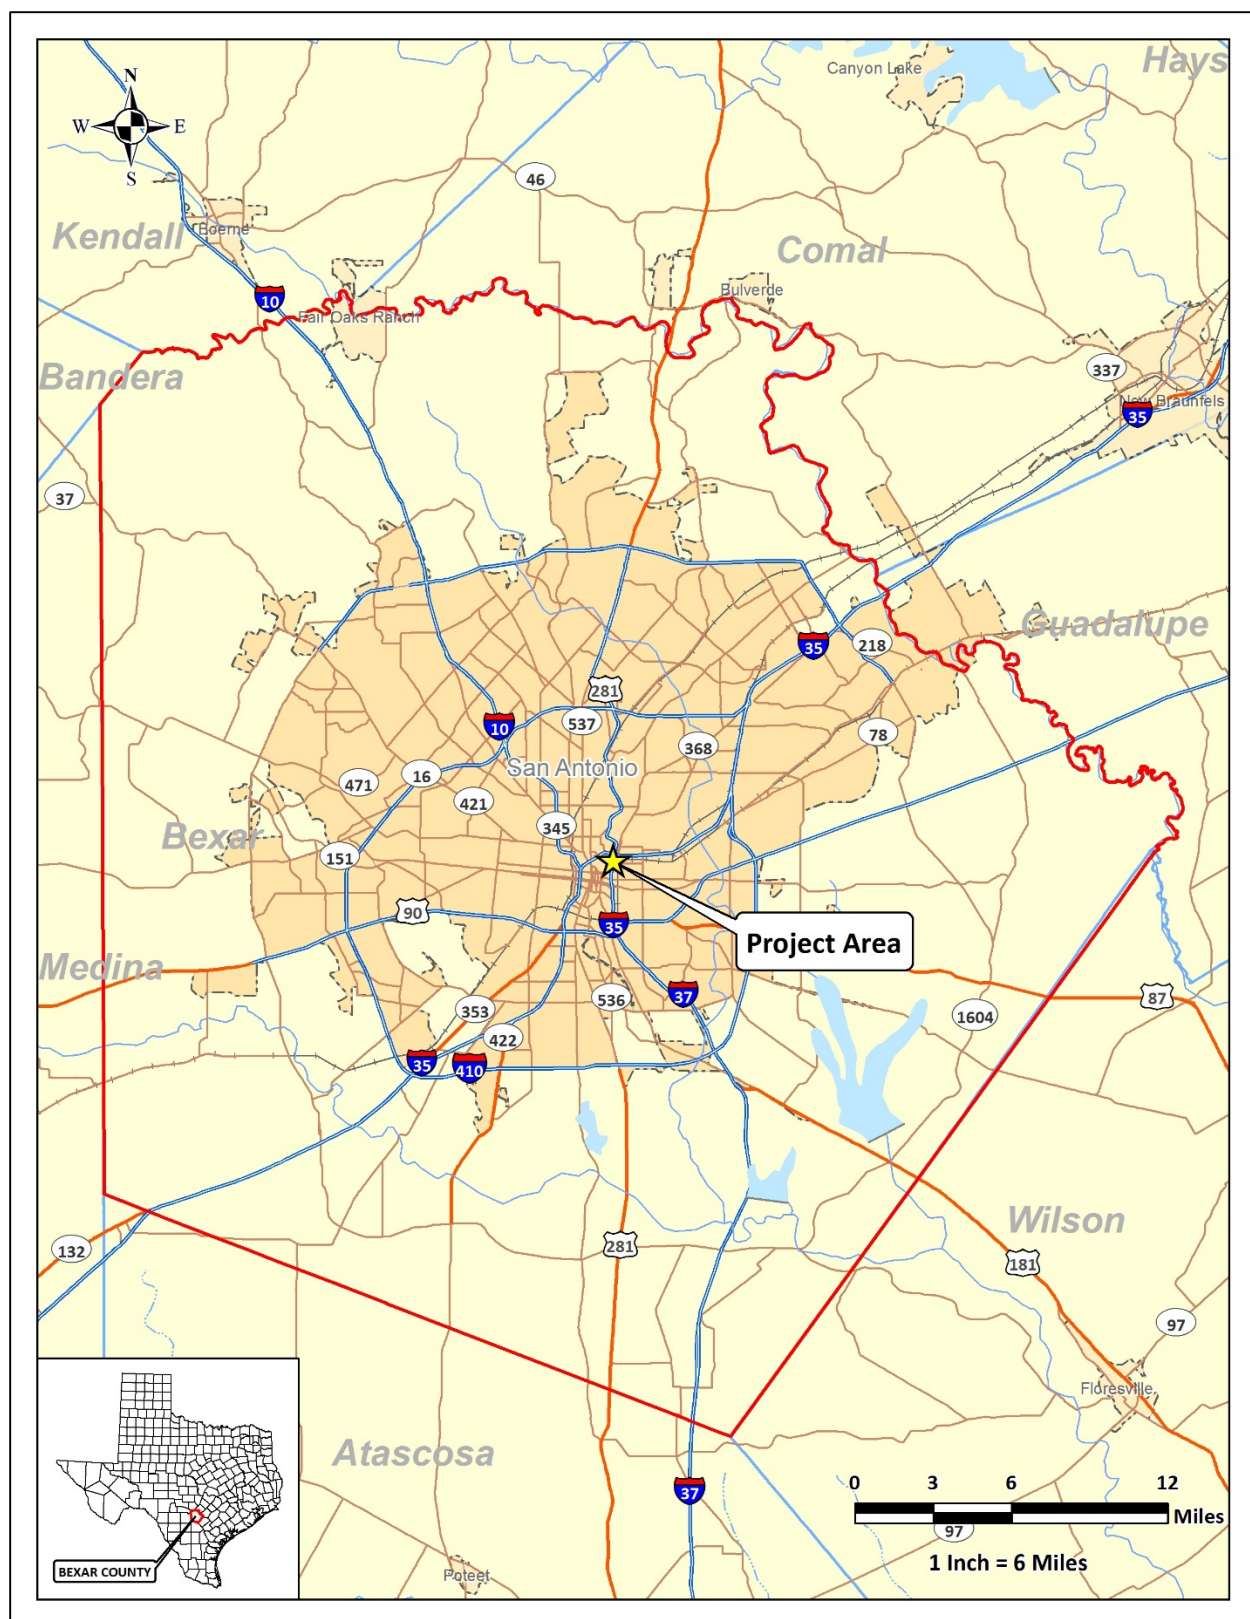 Canyon Lake
Hays
N
W
E
S
46
Kendall
Boerne
Comal
10
Bulverde
Fair Oaks Ranch
Bandera
337
New Braunfels
35
37
Guadalupe
35
218
281
10
537
78
368
San Antonio
16
471
421
345
Bexar
151
90
35
Project Area
Medina
37
536
87
353
1604
422
35
410
Wilson
132
281
181
97
Floresville
Atascosa
37
0 3 6 12
Miles
97
1 Inch = 6 Miles
BEXAR COUNTY
Poteet